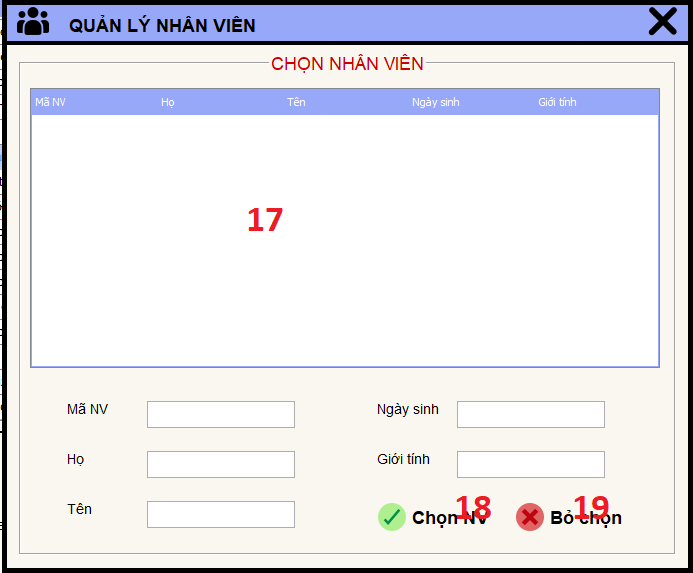 QUẢN LÝ NHÂN VIÊN
CHỌN NHÂN VIÊN
Mã NV Họ Tên Ngày sinh Giới tính
17
Mã NV Ngày sinh
Họ Giới tính
Tên
18 19
Chọn NV Bỏ chọn